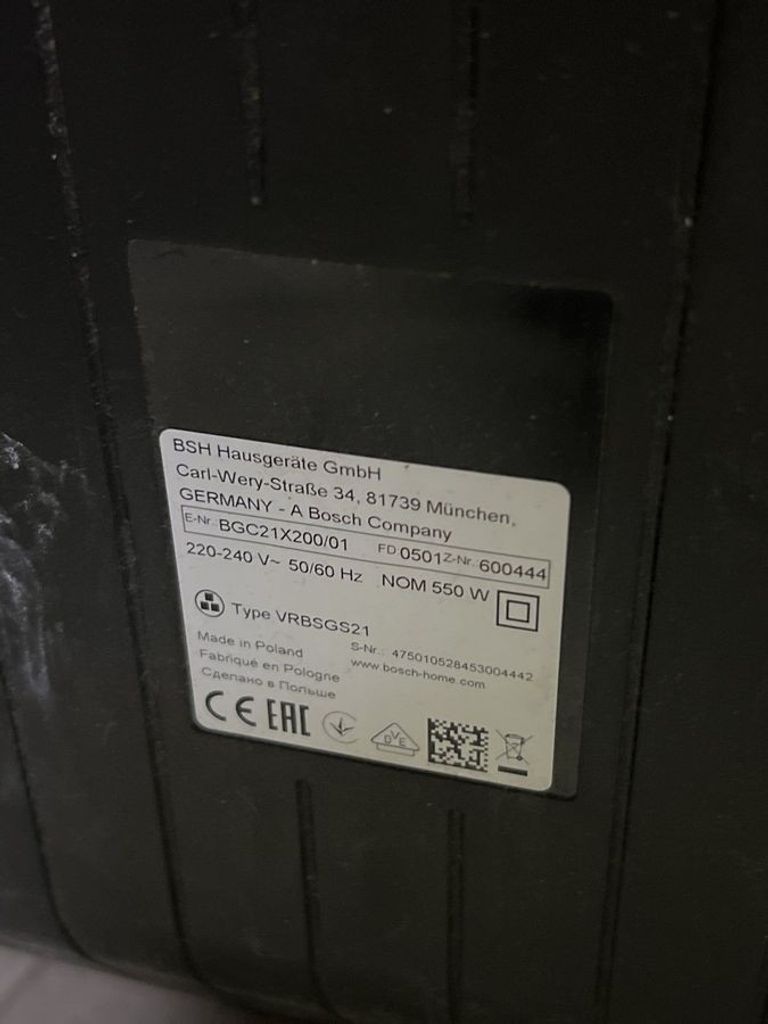 BSH Hausgeräte GmbH
Carl-Wery-Straße 34, 81739 München,
GERMANY - A Bosch Company
E-Nr. BGC21X200/01 FD 0501 Z-Nr. 600444
220-240 V~ 50/60 Hz NOM 550 W
Type VRBSGS21
Made in Poland
Fabriqué en Pologne
Сделано в Польше
S-Nr.: 475010528453004442
www.bosch-home.com
CE EAC DVE